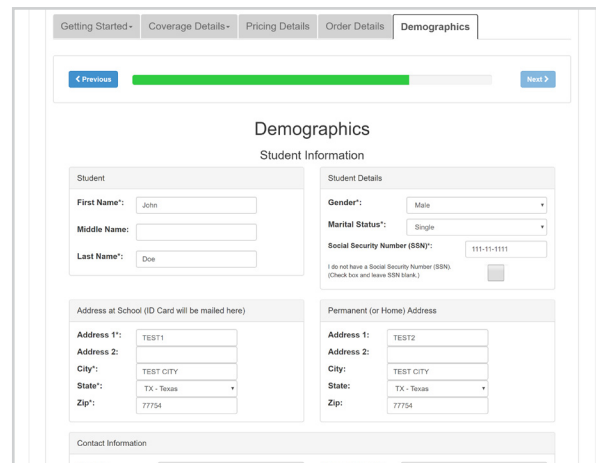 Getting Started Coverage Details Pricing Details Order Details Demographics
Previous Next
Demographics
Student Information
Student
First Name*: John
Middle Name:
Last Name*: Doe
Student Details
Gender*: Male
Marital Status*: Single
Social Security Number (SSN)*: 111-11-1111
I do not have a Social Security Number (SSN).
(Check box and leave SSN blank.)
Address at School (ID Card will be mailed here)
Address 1*: TEST1
Address 2:
City*: TEST CITY
State*: TX - Texas
Zip*: 77754
Permanent (or Home) Address
Address 1: TEST2
Address 2:
City: TEST CITY
State: TX - Texas
Zip: 77754
Contact Information